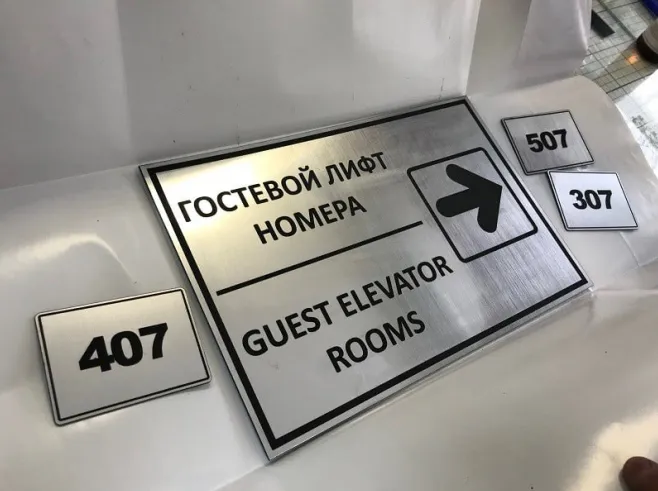 ГОСТЕВОЙ ЛИФТ
НОМЕРА
GUEST ELEVATOR
ROOMS
407
507
307